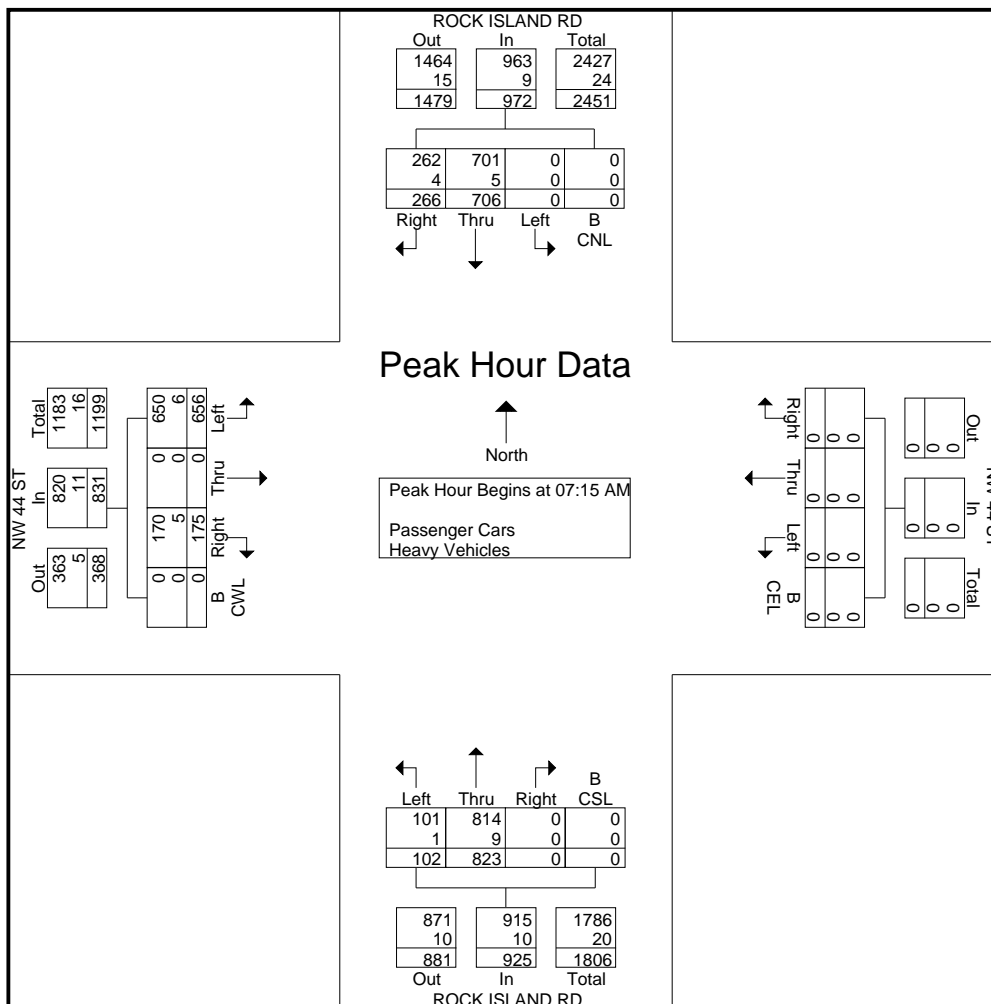 ROCK ISLAND RD
Out In Total
1464 963 2427
15 9 24
1479 972 2451
262 701 0 0
4 5 0 0
266 706 0 0
Right Thru Left B
CNL
Peak Hour Data
North
Peak Hour Begins at 07:15 AM
Passenger Cars
Heavy Vehicles
NW 44 ST
Total In Out
1183 820 363
16 11 5
1199 831 368
650 0 170 0
6 0 5 0
656 0 175 0
Left Thru Right B
CWL
NW 44 ST
Out In Total
0 0 0
0 0 0
0 0 0
Right Thru Left B
CEL
0 0 0 0
0 0 0 0
0 0 0 0
B
CSL
Left Thru Right
101 814 0 0
1 9 0 0
102 823 0 0
871 915 1786
10 10 20
881 925 1806
Out In Total
ROCK ISLAND RD